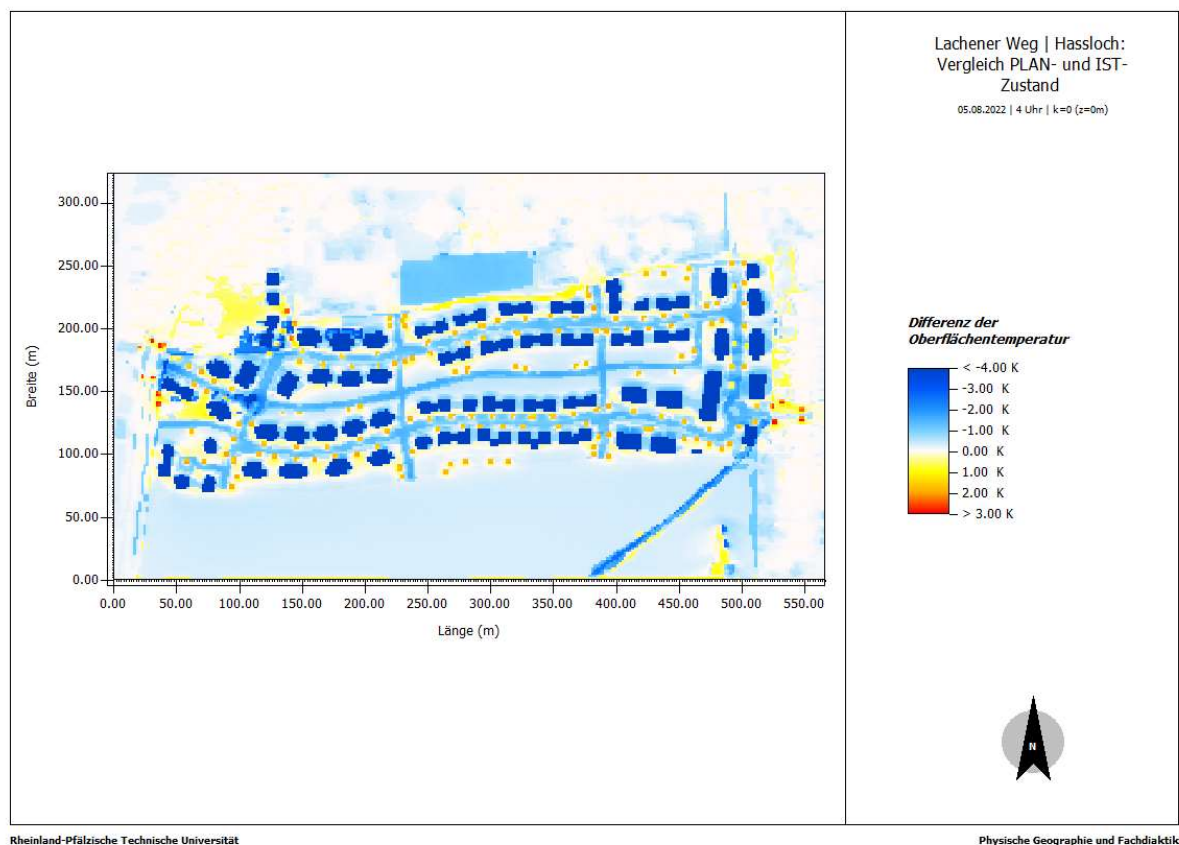 Lachener Weg | Hassloch:
Vergleich PLAN- und IST-
Zustand
05.08.2022 | 4 Uhr | k=0 (z=0m)
300.00
250.00
200.00
150.00
100.00
50.00
0.00
Breite (m)
0.00 50.00 100.00 150.00 200.00 250.00 300.00 350.00 400.00 450.00 500.00 550.00
Länge (m)
Differenz der
Oberflächentemperatur
< -4.00 K
-3.00 K
-2.00 K
-1.00 K
0.00 K
1.00 K
2.00 K
> 3.00 K
N
Rheinland-Pfälzische Technische Universität
Physische Geographie und Fachdiaktik